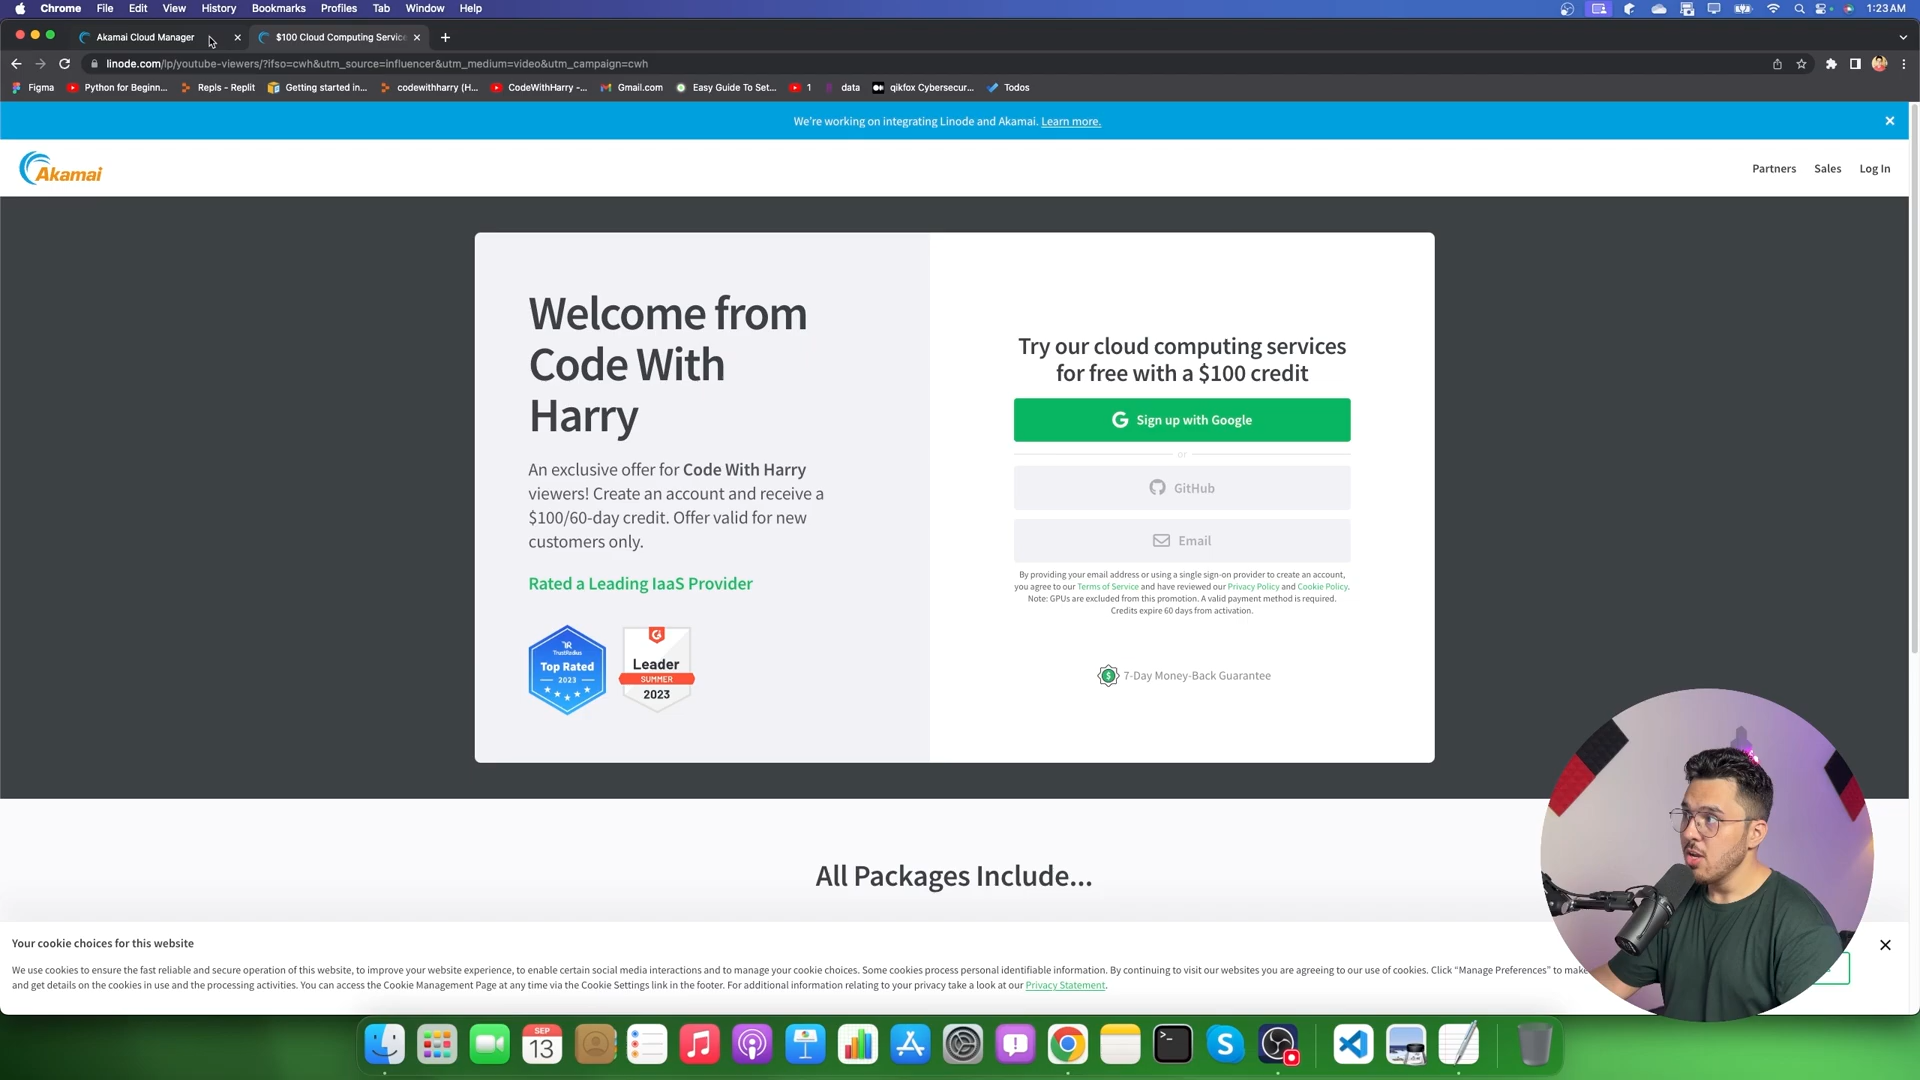 Chrome File Edit View History Bookmarks Profiles Tab Window Help
1:23 AM
Akamai Cloud Manager
$100 Cloud Computing Service
linode.com/lp/youtube-viewers/?ifso=cwh&utm_source=influencer&utm_medium=video&utm_campaign=cwh
Figma Python for Beginn... Repls - Replit Getting started in... codewithharry (H... CodeWithHarry -... Gmail.com Easy Guide To Set... 1 data qikfox Cybersecur... Todos
We're working on integrating Linode and Akamai. Learn more.
Akamai
Partners Sales Log In
Welcome from
Code With
Harry
An exclusive offer for Code With Harry
viewers! Create an account and receive a
$100/60-day credit. Offer valid for new
customers only.
Rated a Leading IaaS Provider
TrustRadius
Top Rated
2023
Leader
SUMMER
2023
Try our cloud computing services
for free with a $100 credit
Sign up with Google
or
GitHub
Email
By providing your email address or using a single sign-on provider to create an account,
you agree to our Terms of Service and have reviewed our Privacy Policy and Cookie Policy.
Note: GPUs are excluded from this promotion. A valid payment method is required.
Credits expire 60 days from activation.
7-Day Money-Back Guarantee
All Packages Include...
Your cookie choices for this website
We use cookies to ensure the fast reliable and secure operation of this website, to improve your website experience, to enable certain social media interactions and to manage your cookie choices. Some cookies process personal identifiable information. By continuing to visit our websites you are agreeing to our use of cookies. Click "Manage Preferences" to make
and get details on the cookies in use and the processing activities. You can access the Cookie Management Page at any time via the Cookie Settings link in the footer. For additional information relating to your privacy take a look at our Privacy Statement.
SEP
13